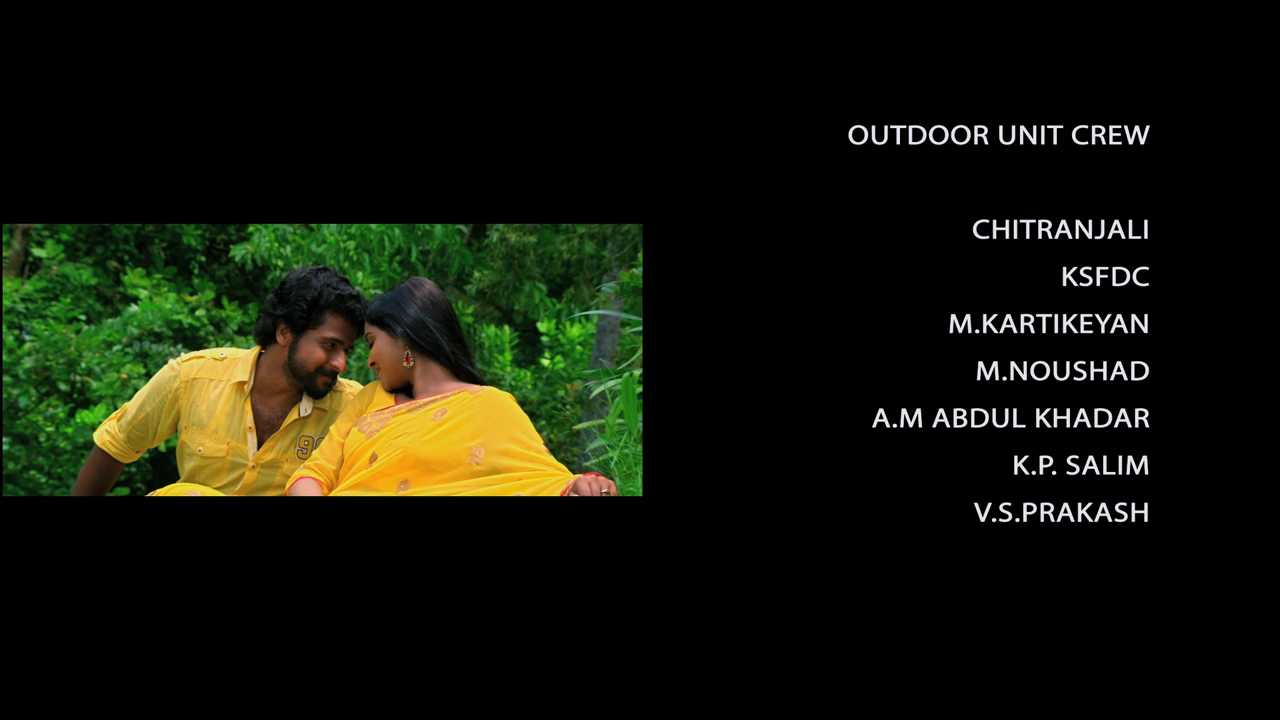 OUTDOOR UNIT CREW
CHITRANJALI
KSFDC
M.KARTIKEYAN
M.NOUSHAD
A.M ABDUL KHADAR
K.P. SALIM
V.S.PRAKASH